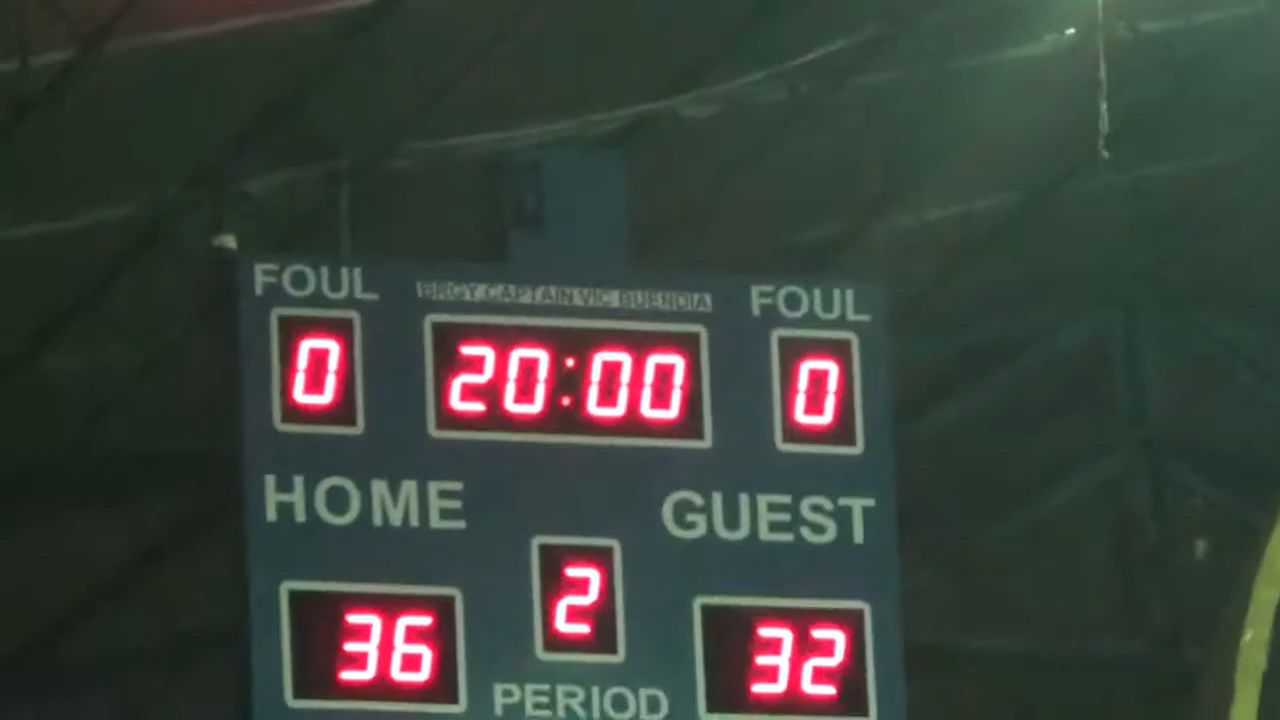 FOUL BRGY.CAPTAIN VIC BUENDIA FOUL
0 20:00 0
HOME GUEST
2
36 32
PERIOD